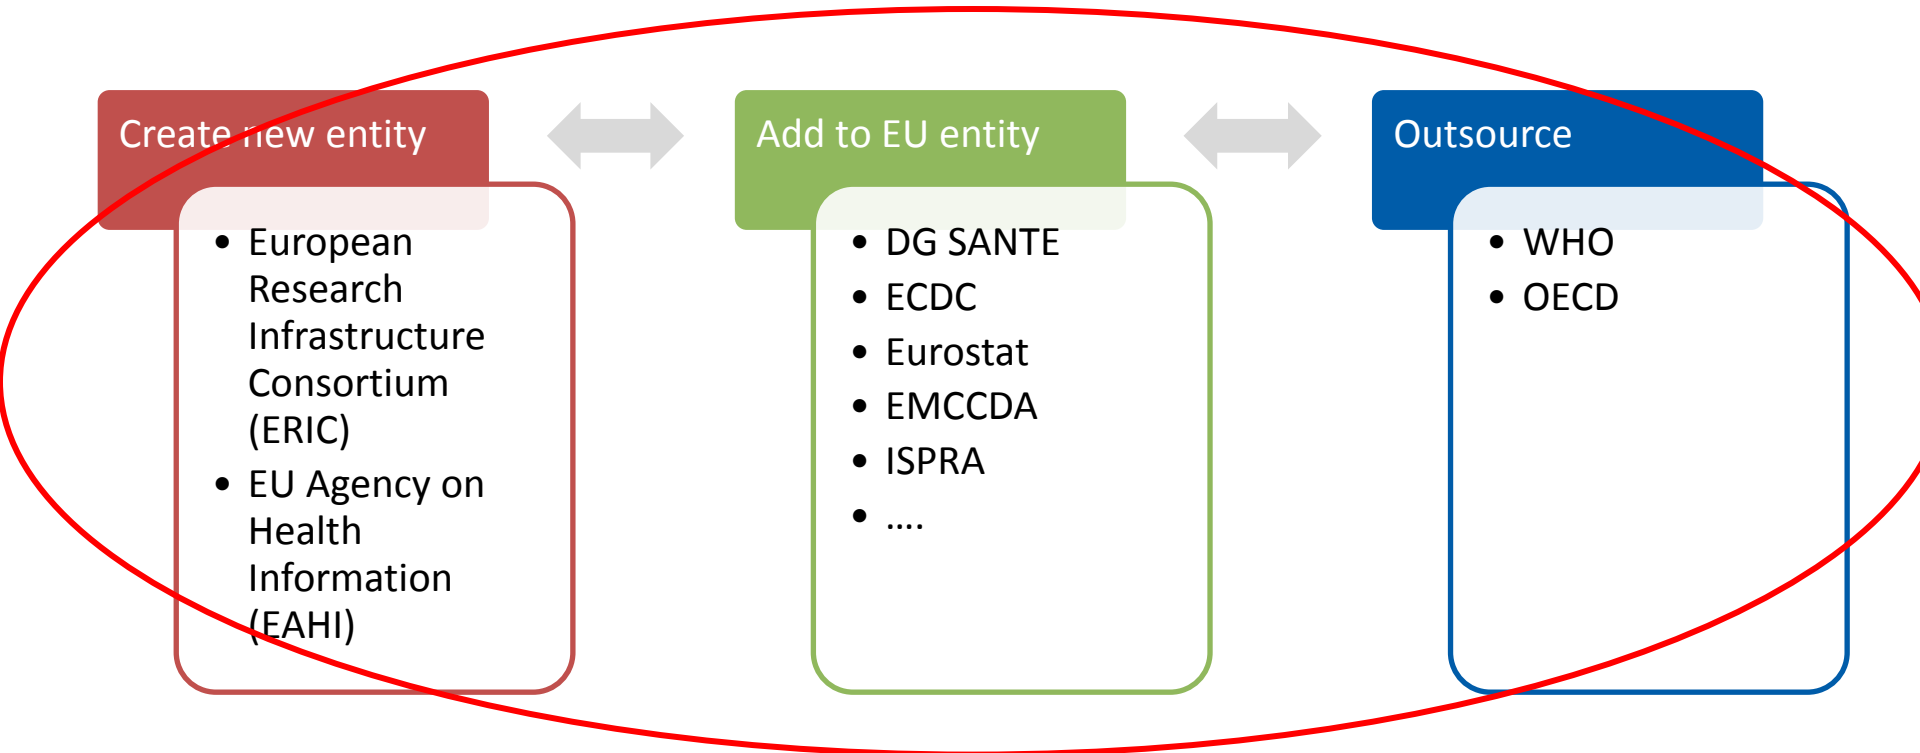 Create new entity
• European
Research
Infrastructure
Consortium
(ERIC)
• EU Agency on
Health
Information
(EAHI)
Add to EU entity
• DG SANTE
• ECDC
• Eurostat
• EMCCDA
• ISPRA
• ....
Outsource
• WHO
• OECD